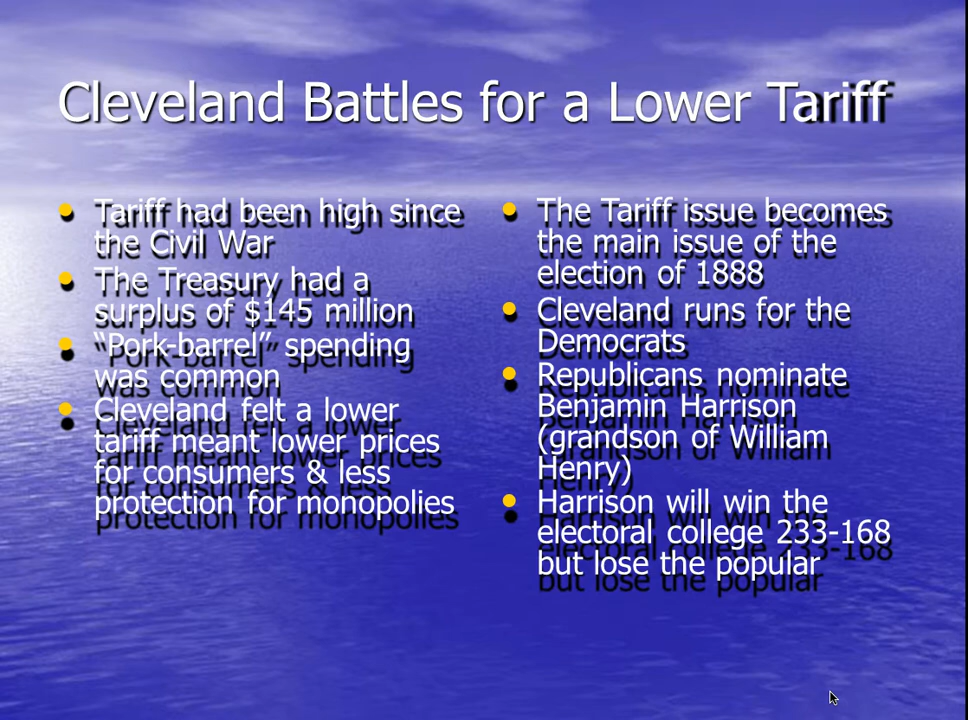 Cleveland Battles for a Lower Tariff
• Tariff had been high since
the Civil War
• The Treasury had a
surplus of $145 million
• “Pork-barrel” spending
was common
• Cleveland felt a lower
tariff meant lower prices
for consumers & less
protection for monopolies
• The Tariff issue becomes
the main issue of the
election of 1888
• Cleveland runs for the
Democrats
• Republicans nominate
Benjamin Harrison
(grandson of William
Henry)
• Harrison will win the
electoral college 233-168
but lose the popular